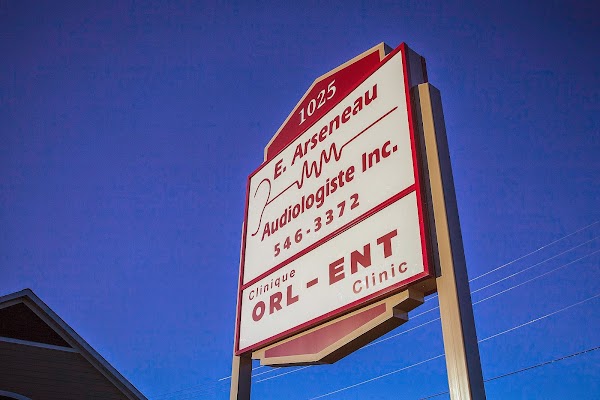 1025
E. Arseneau
Audiologiste Inc.
546-3372
Clinique
ORL - ENT
Clinic